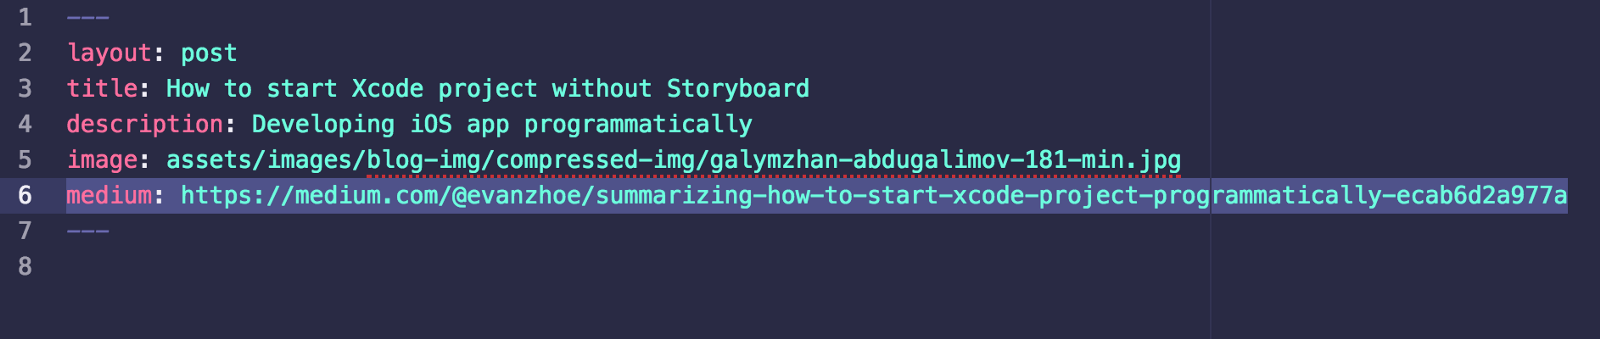 1 ---
2 layout: post
3 title: How to start Xcode project without Storyboard
4 description: Developing iOS app programmatically
5 image: assets/images/blog-img/compressed-img/galymzhan-abdugalimov-181-min.jpg
6 medium: https://medium.com/@evanzhoe/summarizing-how-to-start-xcode-project-programmatically-ecab6d2a977a
7 ---
8